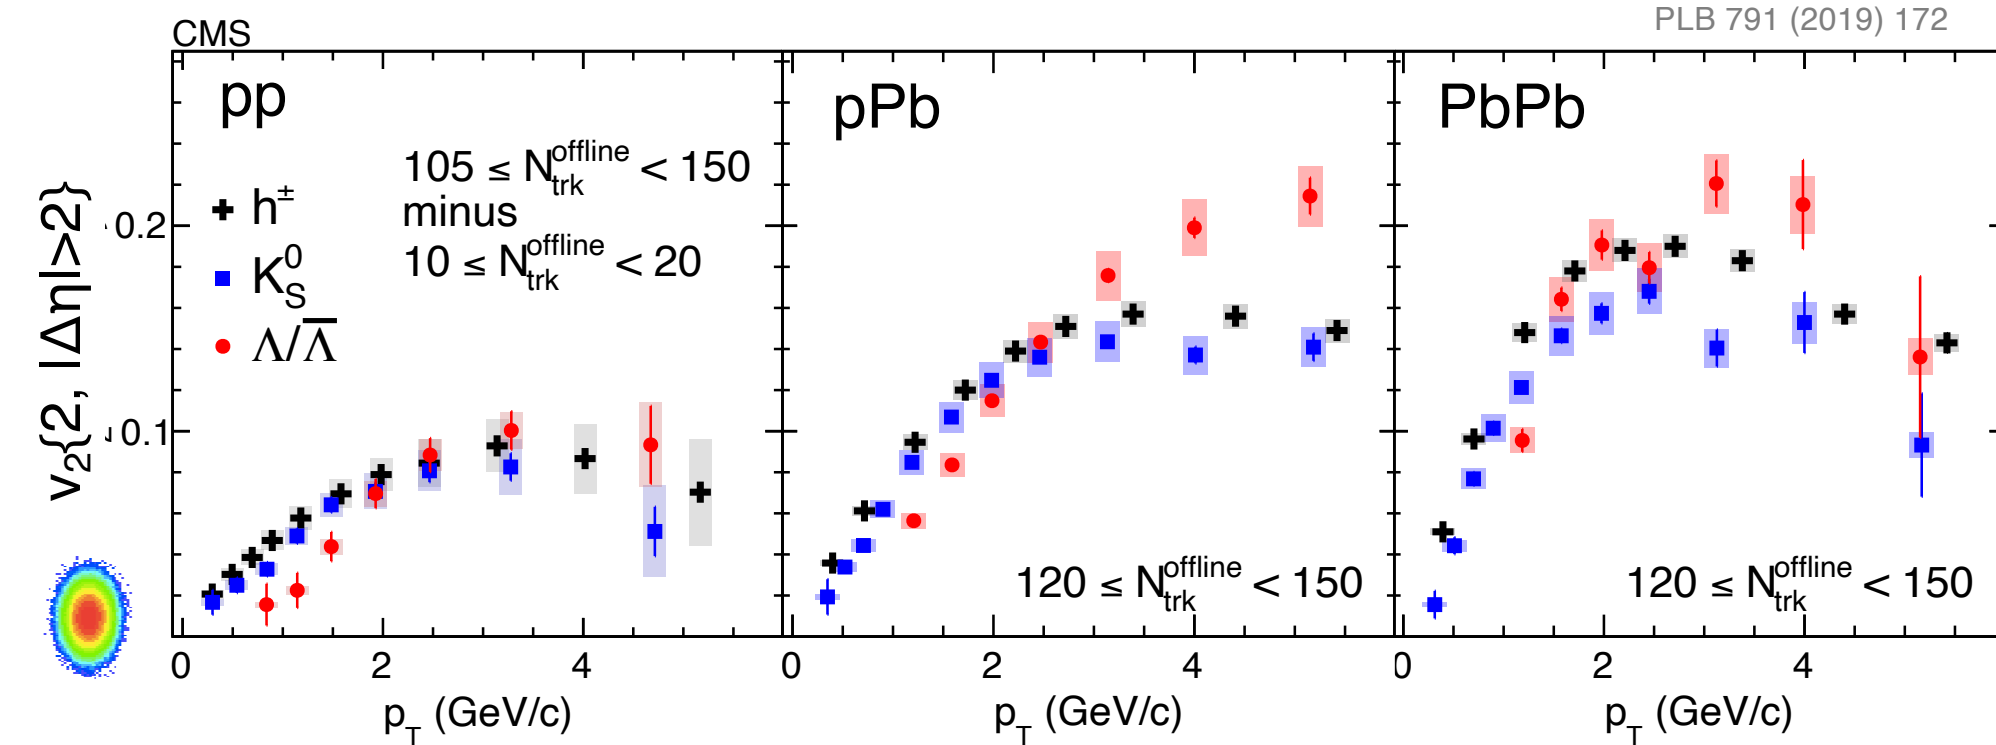 CMS
PLB 791 (2019) 172
pp
105 ≤ N_trk^offline < 150
minus
10 ≤ N_trk^offline < 20
h±
K_S^0
Λ/Λ̅
pPb
120 ≤ N_trk^offline < 150
PbPb
120 ≤ N_trk^offline < 150
v₂{2, |Δη|>2}
0.2
0.1
0 2 4
0 2 4
0 2 4
p_T (GeV/c)
p_T (GeV/c)
p_T (GeV/c)